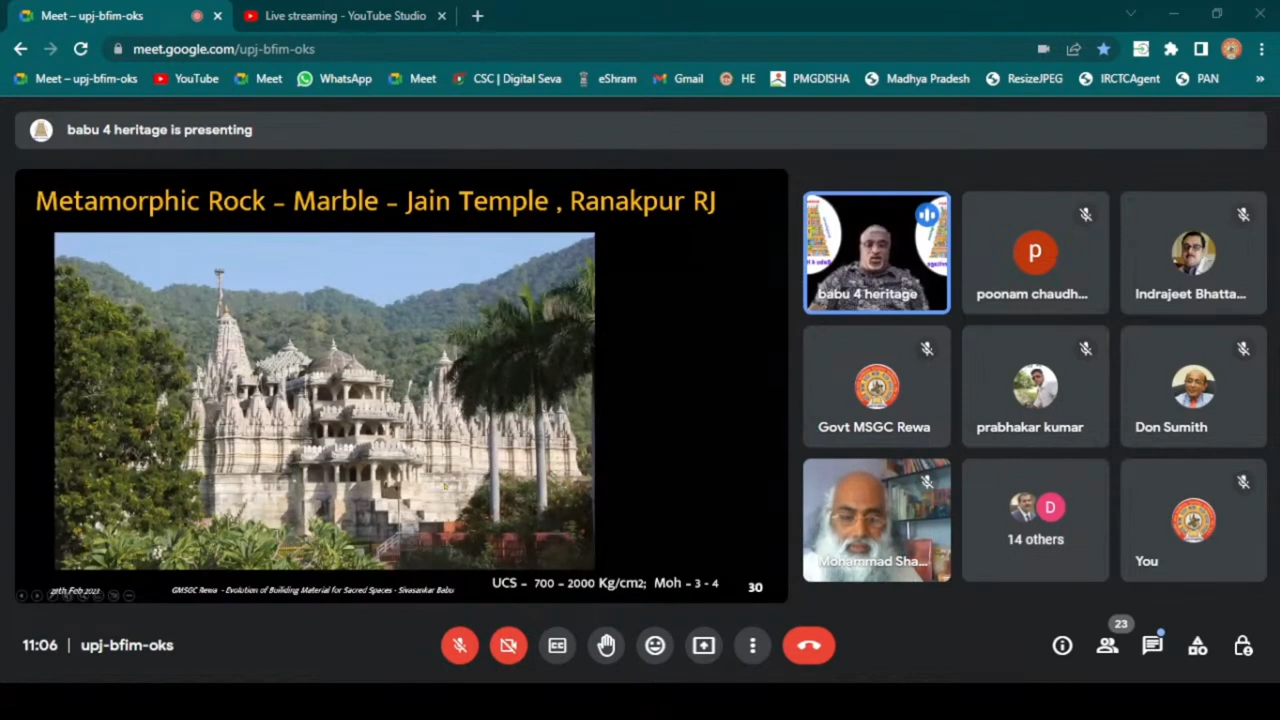 Meet – upj-bfim-oks
Live streaming - YouTube Studio
meet.google.com/upj-bfim-oks
Meet – upj-bfim-oks
YouTube
Meet
WhatsApp
Meet
CSC | Digital Seva
eShram
Gmail
HE
PMGDISHA
Madhya Pradesh
ResizeJPEG
IRCTCAgent
PAN
babu 4 heritage is presenting
Metamorphic Rock – Marble – Jain Temple , Ranakpur RJ
UCS – 700 – 2000 Kg/cm2; Moh – 3 - 4
30
GMSGC Rewa - Evolution of Building Material for Sacred Spaces - Sivasankar Babu
babu 4 heritage
p
poonam chaudh...
Indrajeet Bhatta...
Govt MSGC Rewa
prabhakar kumar
Don Sumith
Mohammad Sha...
D
14 others
You
11:06 | upj-bfim-oks
23